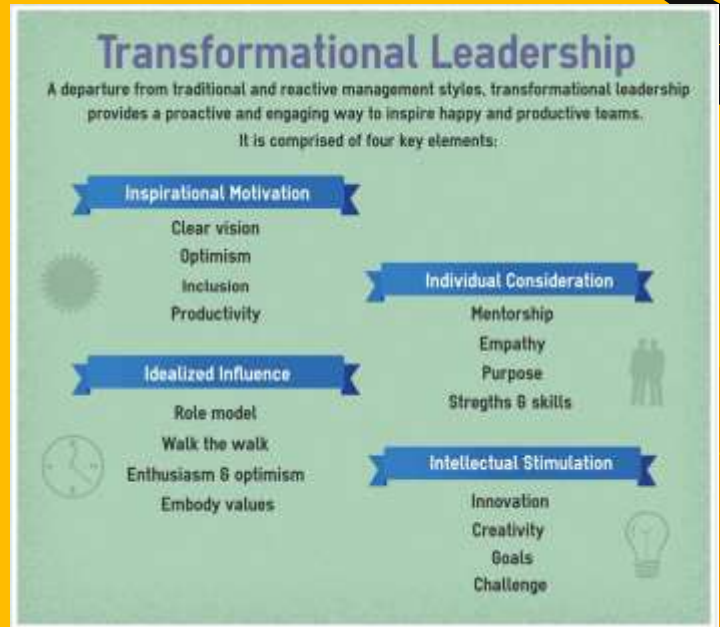 Transformational Leadership
A departure from traditional and reactive management styles, transformational leadership
provides a proactive and engaging way to inspire happy and productive teams.
It is comprised of four key elements:
Inspirational Motivation
Clear vision
Optimism
Inclusion
Productivity
Idealized Influence
Role model
Walk the walk
Enthusiasm & optimism
Embody values
Individual Consideration
Mentorship
Empathy
Purpose
Stregths & skills
Intellectual Stimulation
Innovation
Creativity
Goals
Challenge